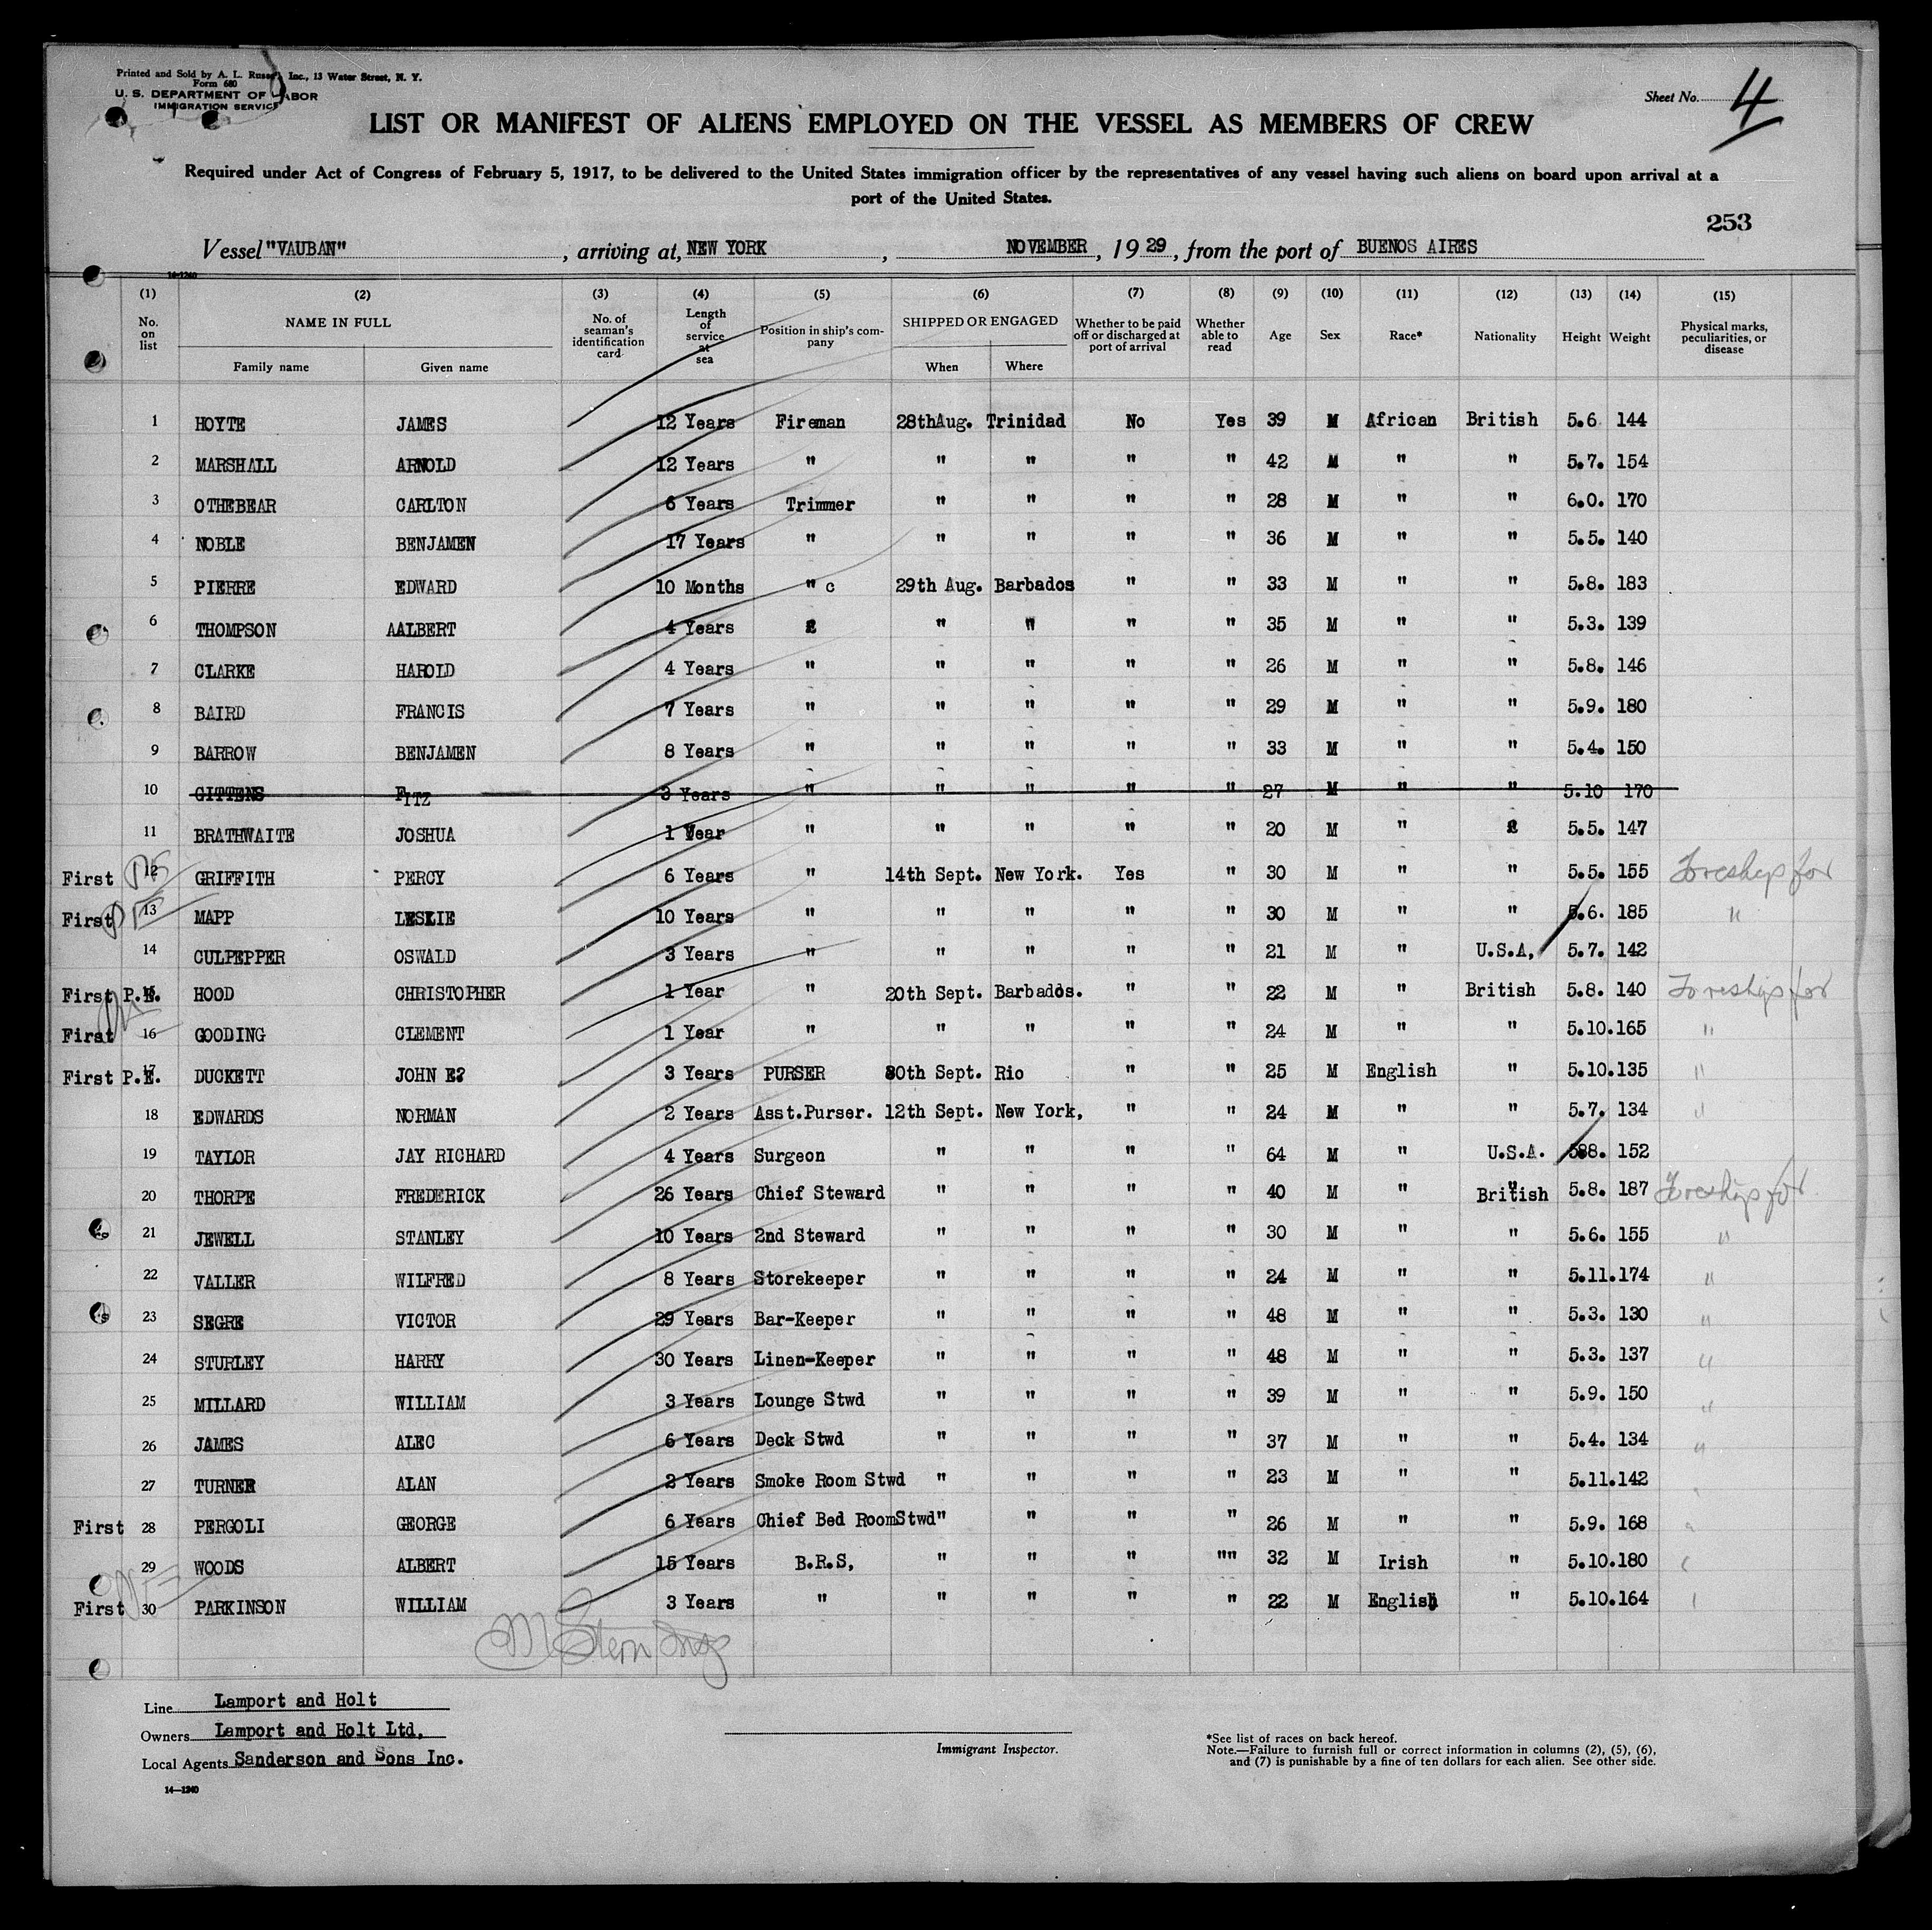 Printed and Sold by A. L. Russell, Inc., 13 Water Street, N. Y.
Form 680
U. S. DEPARTMENT OF LABOR
IMMIGRATION SERVICE
Sheet No. 4
LIST OR MANIFEST OF ALIENS EMPLOYED ON THE VESSEL AS MEMBERS OF CREW
Required under Act of Congress of February 5, 1917, to be delivered to the United States immigration officer by the representatives of any vessel having such aliens on board upon arrival at a
port of the United States.
253
Vessel "VAUBAN", arriving at, NEW YORK, NOVEMBER, 1929, from the port of BUENOS AIRES
14-1240
(1) (2) (3) (4) (5) (6) (7) (8) (9) (10) (11) (12) (13) (14) (15)
No. on list NAME IN FULL Family name Given name No. of seaman's identification card Length of service at sea Position in ship's company SHIPPED OR ENGAGED When Where Whether to be paid off or discharged at port of arrival Whether able to read Age Sex Race* Nationality Height Weight Physical marks, peculiarities, or disease
1 HOYTE JAMES 12 Years Fireman 28thAug. Trinidad No Yes 39 M African British 5.6 144
2 MARSHALL ARNOLD 12 Years " " " " " 42 M " " 5.7. 154
3 OTHEBEAR CARLTON 6 Years Trimmer " " " " 28 M " " 6.0. 170
4 NOBLE BENJAMEN 17 Years " " " " " 36 M " " 5.5. 140
5 PIERRE EDWARD 10 Months " c 29th Aug. Barbados " " 33 M " " 5.8. 183
6 THOMPSON AALBERT 4 Years " " " " " 35 M " " 5.3. 139
7 CLARKE HAROLD 4 Years " " " " " 26 M " " 5.8. 146
8 BAIRD FRANCIS 7 Years " " " " " 29 M " " 5.9. 180
9 BARROW BENJAMEN 8 Years " " " " " 33 M " " 5.4. 150
10 GITTENS FITZ 3 Years " " " " " 27 M " " 5.10 170
11 BRATHWAITE JOSHUA 1 Year " " " " " 20 M " " 5.5. 147
First 12 GRIFFITH PERCY 6 Years " 14th Sept. New York. Yes " 30 M " " 5.5. 155 Foreship for
First 13 MAPP LESLIE 10 Years " " " " " 30 M " " 5.6. 185 "
14 CULPEPPER OSWALD 3 Years " " " " " 21 M " U.S.A, 5.7. 142
First P.E. 15 HOOD CHRISTOPHER 1 Year " 20th Sept. Barbados. " " 22 M " British 5.8. 140 Foreship for
First 16 GOODING CLEMENT 1 Year " " " " " 24 M " " 5.10. 165 "
First P.E. 17 DUCKETT JOHN E? 3 Years PURSER 30th Sept. Rio " " 25 M English " 5.10. 135 "
18 EDWARDS NORMAN 2 Years Asst.Purser. 12th Sept. New York, " " 24 M " " 5.7. 134 "
19 TAYLOR JAY RICHARD 4 Years Surgeon " " " " 64 M " U.S.A. 588. 152
20 THORPE FREDERICK 26 Years Chief Steward " " " " 40 M " British 5.8. 187 Foreship for
21 JEWELL STANLEY 10 Years 2nd Steward " " " " 30 M " " 5.6. 155 "
22 VALLER WILFRED 8 Years Storekeeper " " " " 24 M " " 5.11. 174 "
23 SEGRE VICTOR 29 Years Bar-Keeper " " " " 48 M " " 5.3. 130 "
24 STURLEY HARRY 30 Years Linen-Keeper " " " " 48 M " " 5.3. 137 "
25 MILLARD WILLIAM 3 Years Lounge Stwd " " " " 39 M " " 5.9. 150 "
26 JAMES ALEC 6 Years Deck Stwd " " " " 37 M " " 5.4. 134 "
27 TURNER ALAN 2 Years Smoke Room Stwd " " " " 23 M " " 5.11. 142
First 28 PERGOLI GEORGE 6 Years Chief Bed RoomStwd " " " " 26 M " " 5.9. 168
29 WOODS ALBERT 15 Years B.R.S, " " " "" 32 M Irish " 5.10. 180
First 30 PARKINSON WILLIAM 3 Years " " " " " 22 M English " 5.10. 164
Line Lamport and Holt
Owners Lamport and Holt Ltd,
Local Agents Sanderson and Sons Inc.
14-1240
Immigrant Inspector.
*See list of races on back hereof.
Note.—Failure to furnish full or correct information in columns (2), (5), (6),
and (7) is punishable by a fine of ten dollars for each alien. See other side.